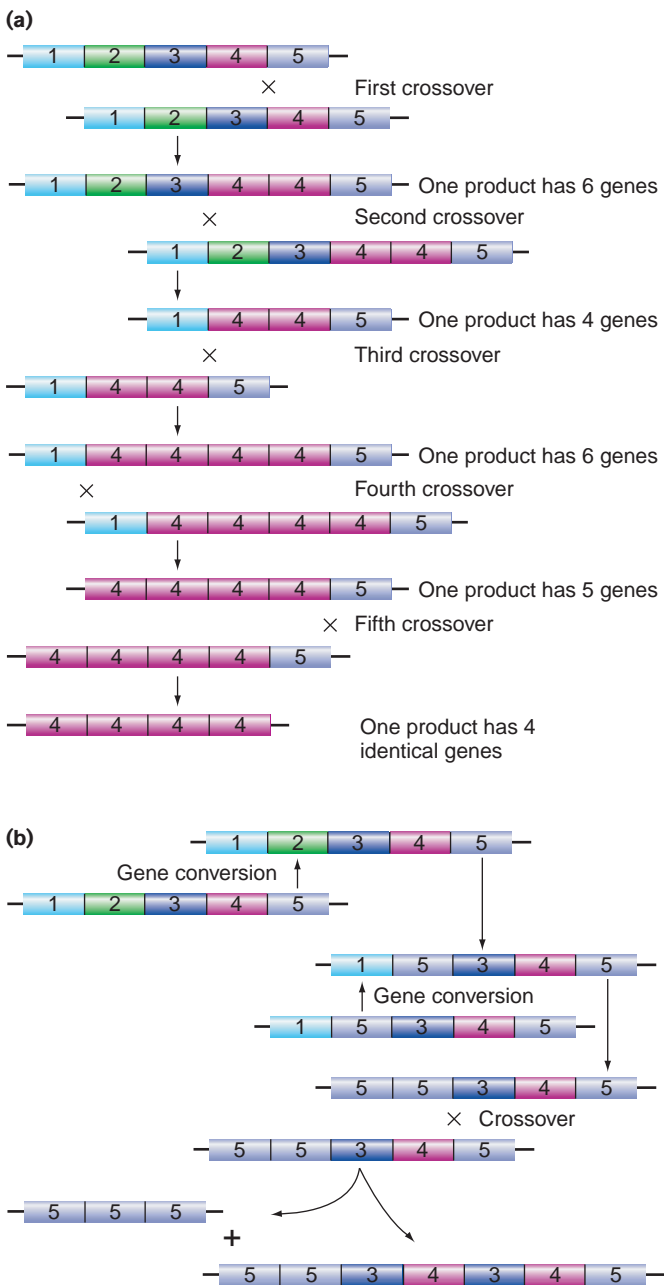 (a)
1 2 3 4 5
× First crossover
1 2 3 4 5
1 2 3 4 4 5 One product has 6 genes
× Second crossover
1 2 3 4 4 5
1 4 4 5 One product has 4 genes
× Third crossover
1 4 4 5
1 4 4 4 4 5 One product has 6 genes
× Fourth crossover
1 4 4 4 4 5
4 4 4 4 5 One product has 5 genes
× Fifth crossover
4 4 4 4 5
4 4 4 4 One product has 4
identical genes
(b)
1 2 3 4 5
Gene conversion
1 2 3 4 5
1 5 3 4 5
Gene conversion
1 5 3 4 5
5 5 3 4 5
× Crossover
5 5 3 4 5
5 5 5
+
5 5 3 4 3 4 5